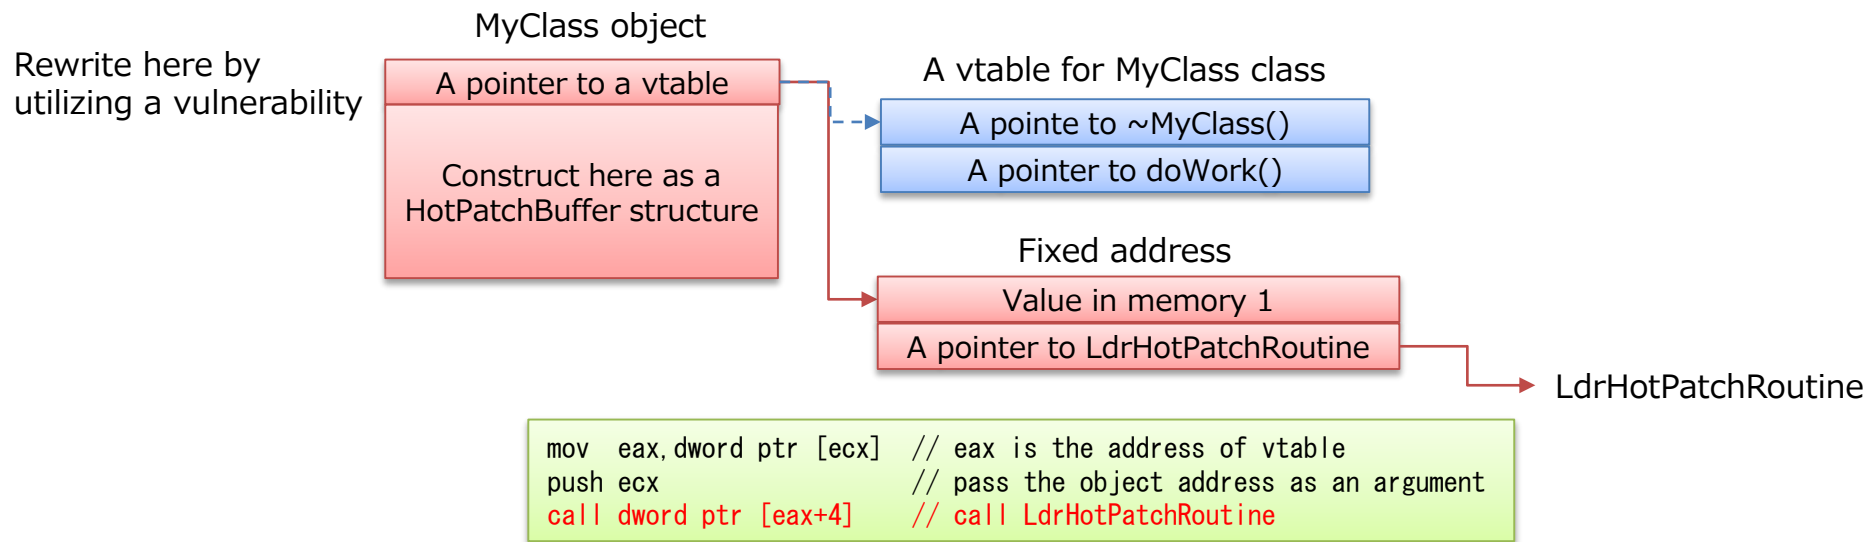 MyClass object
Rewrite here by
utilizing a vulnerability
A pointer to a vtable
Construct here as a
HotPatchBuffer structure
A vtable for MyClass class
A pointe to ~MyClass()
A pointer to doWork()
Fixed address
Value in memory 1
A pointer to LdrHotPatchRoutine
LdrHotPatchRoutine
mov eax,dword ptr [ecx] // eax is the address of vtable
push ecx // pass the object address as an argument
call dword ptr [eax+4] // call LdrHotPatchRoutine